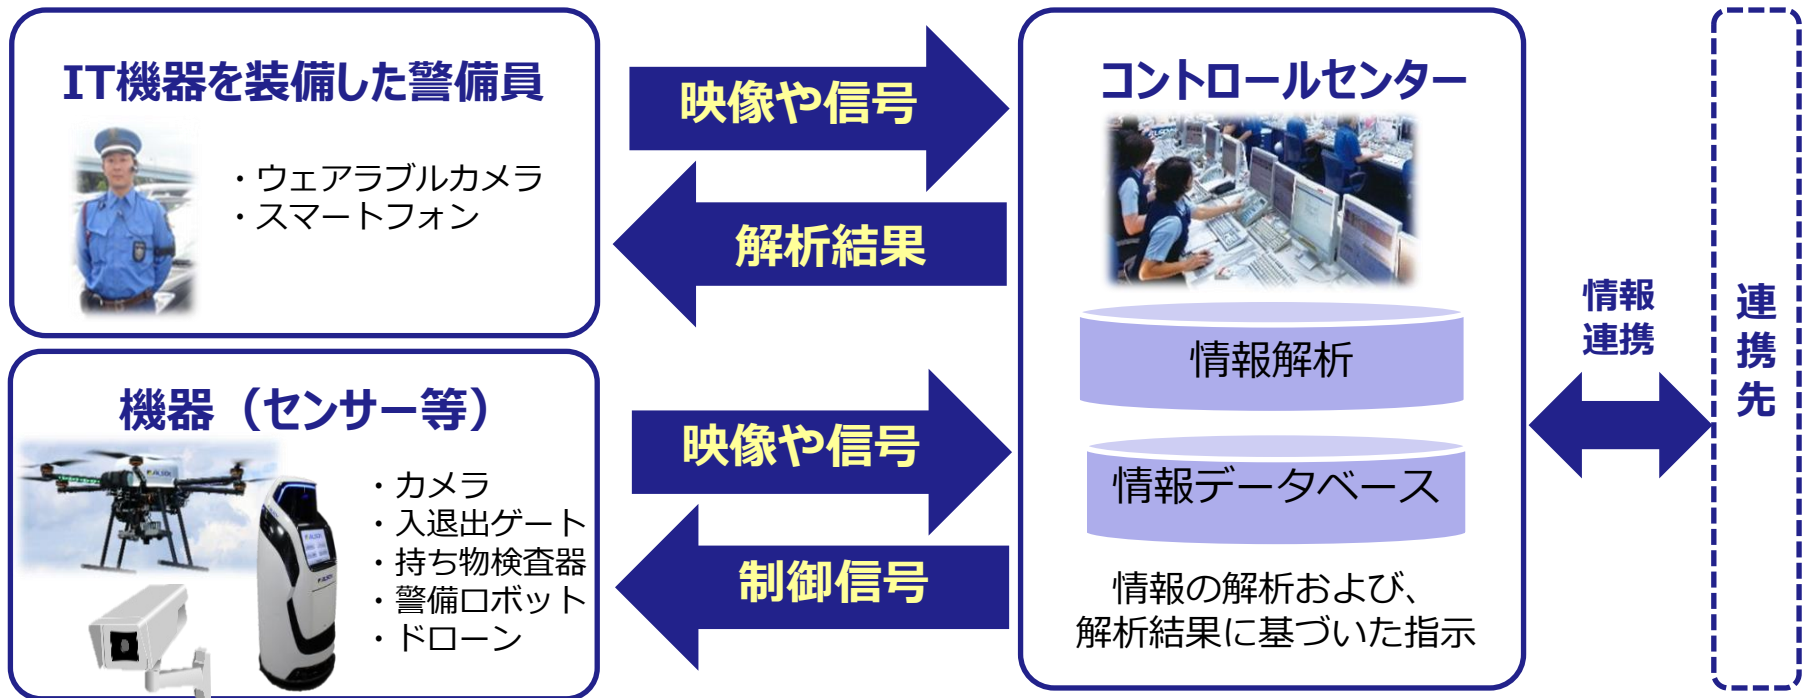 IT機器を装備した警備員
・ウェアラブルカメラ
・スマートフォン
映像や信号
解析結果
機器（センサー等）
・カメラ
・入退出ゲート
・持ち物検査器
・警備ロボット
・ドローン
映像や信号
制御信号
コントロールセンター
情報解析
情報データベース
情報の解析および、
解析結果に基づいた指示
情報
連携
連携先